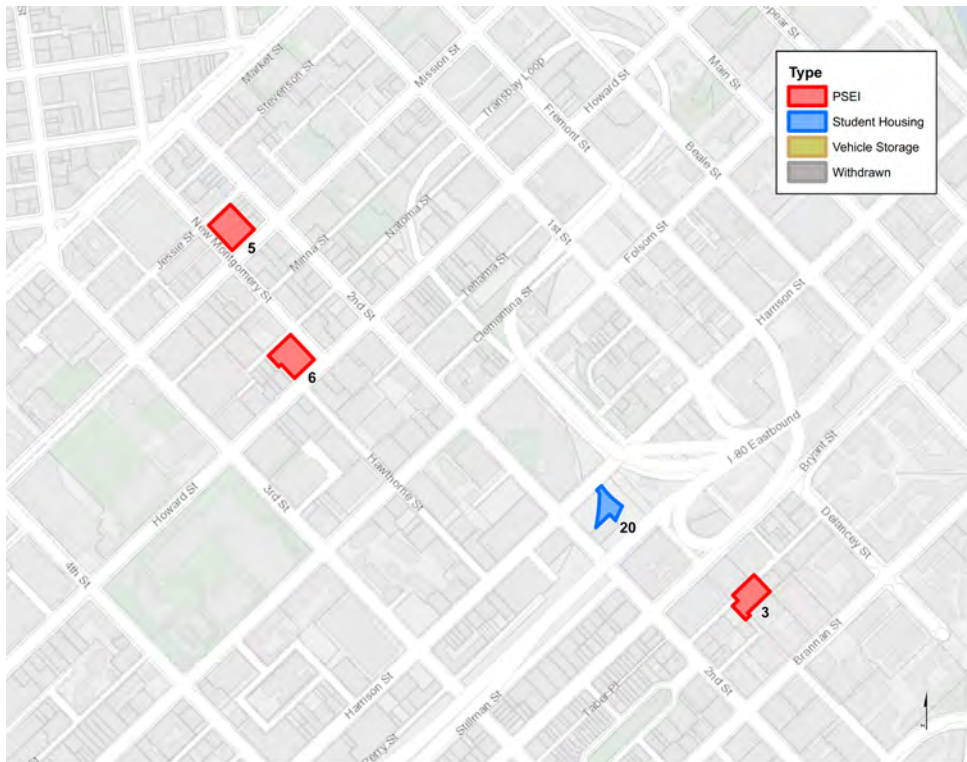 Market St
Stevenson St
Mission St
Transbay Loop
Howard St
Main St
Fremont St
Beale St
Type
PSEI
Student Housing
Vehicle Storage
Withdrawn
5
Jessie St
New Montgomery St
Minna St
Natoma St
1st St
Folsom St
Tehama St
Clementina St
2nd St
Harrison St
6
I-80 Eastbound
Bryant St
Howard St
3rd St
Hawthorne St
20
Delancey St
4th St
3
Brannan St
2nd St
Taber Pl
Harrison St
Stillman St
Perry St